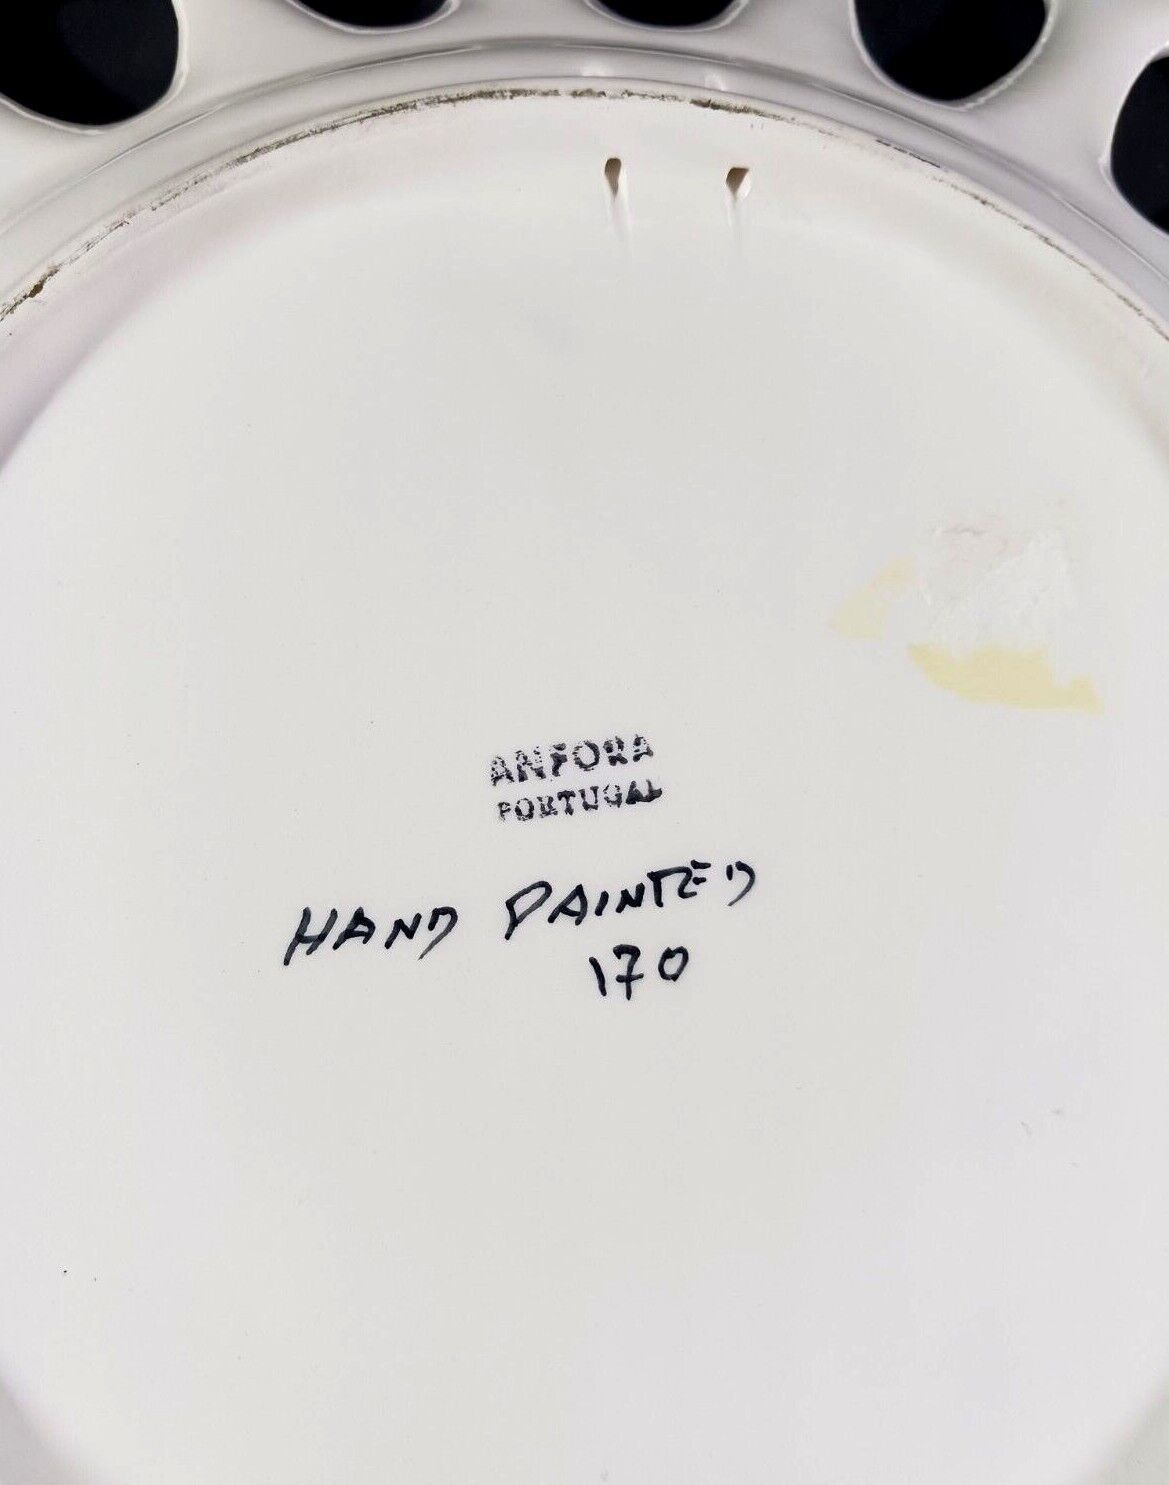 ANFORA
PORTUGAL
HAND PAINTED
170